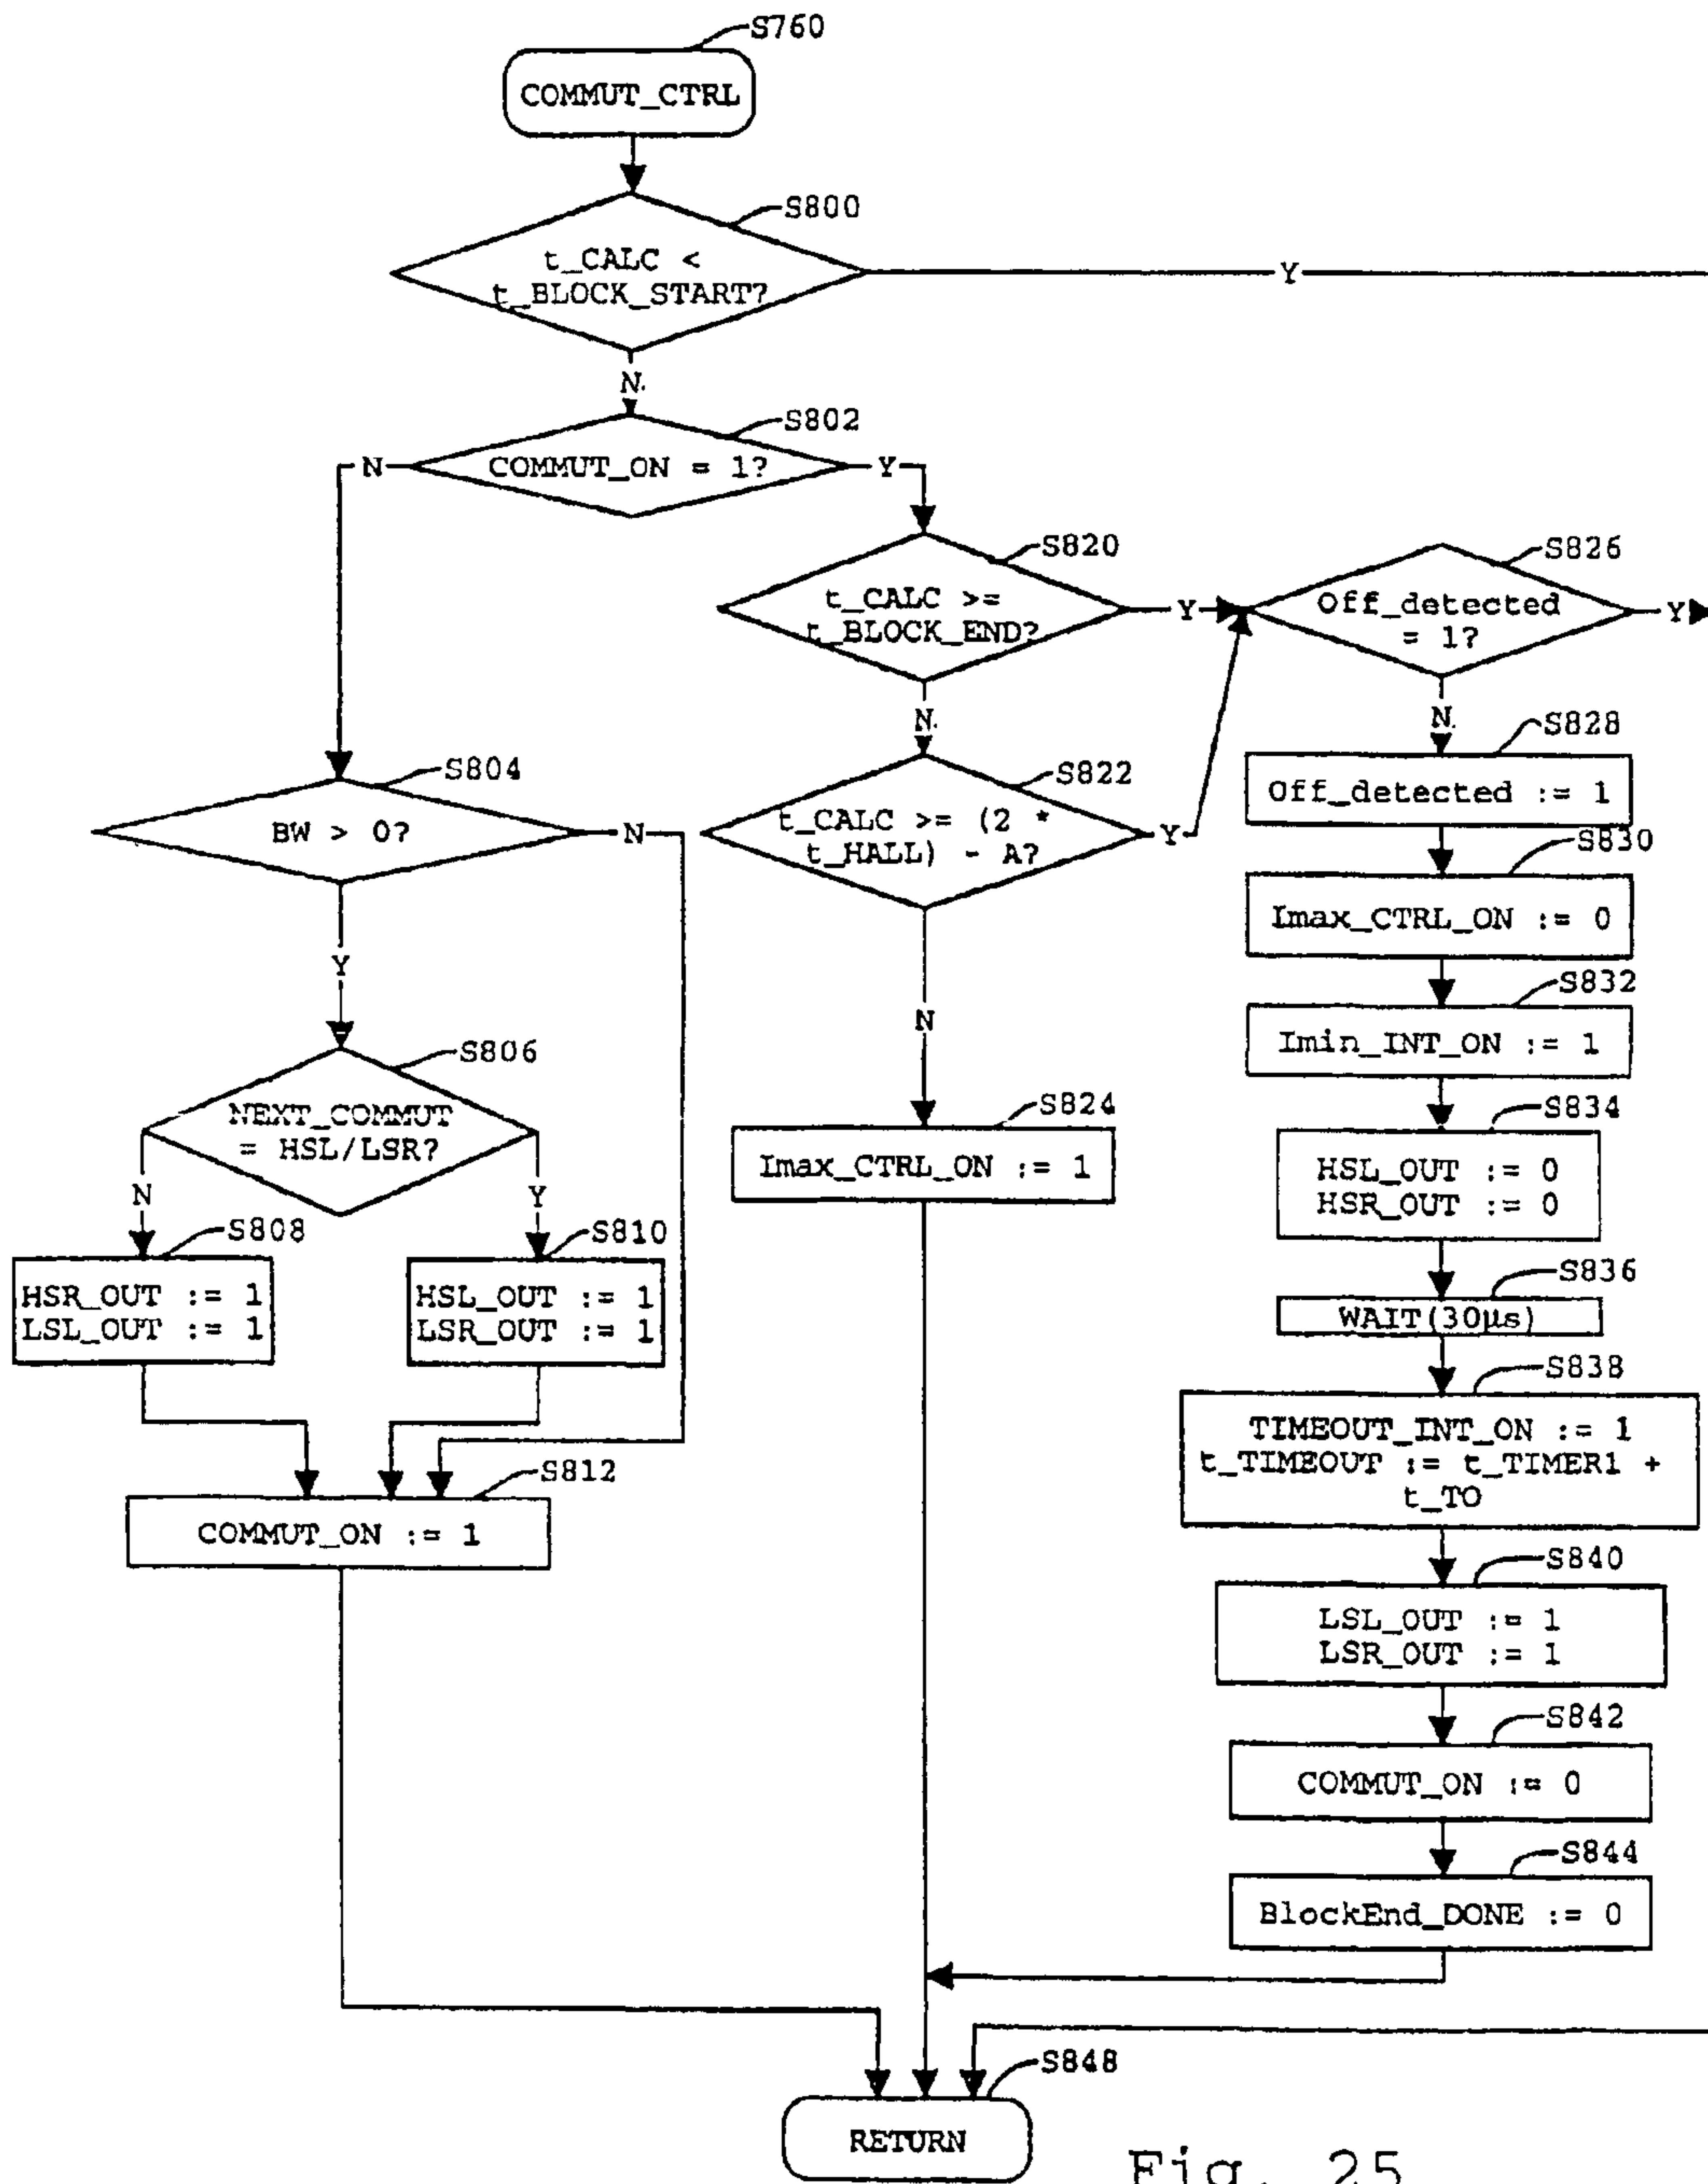 S760
COMMUT_CTRL
S800
t_CALC <
t_BLOCK_START?
Y
N
S802
COMMUT_ON = 1?
N
Y
S820
t_CALC >=
t_BLOCK_END?
Y
N
S826
Off_detected
= 1?
Y
N
S804
BW > 0?
N
Y
S822
t_CALC >= (2 *
t_HALL) - A?
Y
N
S828
Off_detected := 1
S830
Imax_CTRL_ON := 0
S832
Imin_INT_ON := 1
S806
NEXT_COMMUT
= HSL/LSR?
N
Y
S824
Imax_CTRL_ON := 1
S834
HSL_OUT := 0
HSR_OUT := 0
S808
HSR_OUT := 1
LSL_OUT := 1
S810
HSL_OUT := 1
LSR_OUT := 1
S836
WAIT(30µs)
S838
TIMEOUT_INT_ON := 1
t_TIMEOUT := t_TIMER1 +
t_TO
S812
COMMUT_ON := 1
S840
LSL_OUT := 1
LSR_OUT := 1
S842
COMMUT_ON := 0
S844
BlockEnd_DONE := 0
S848
RETURN
Fig. 25